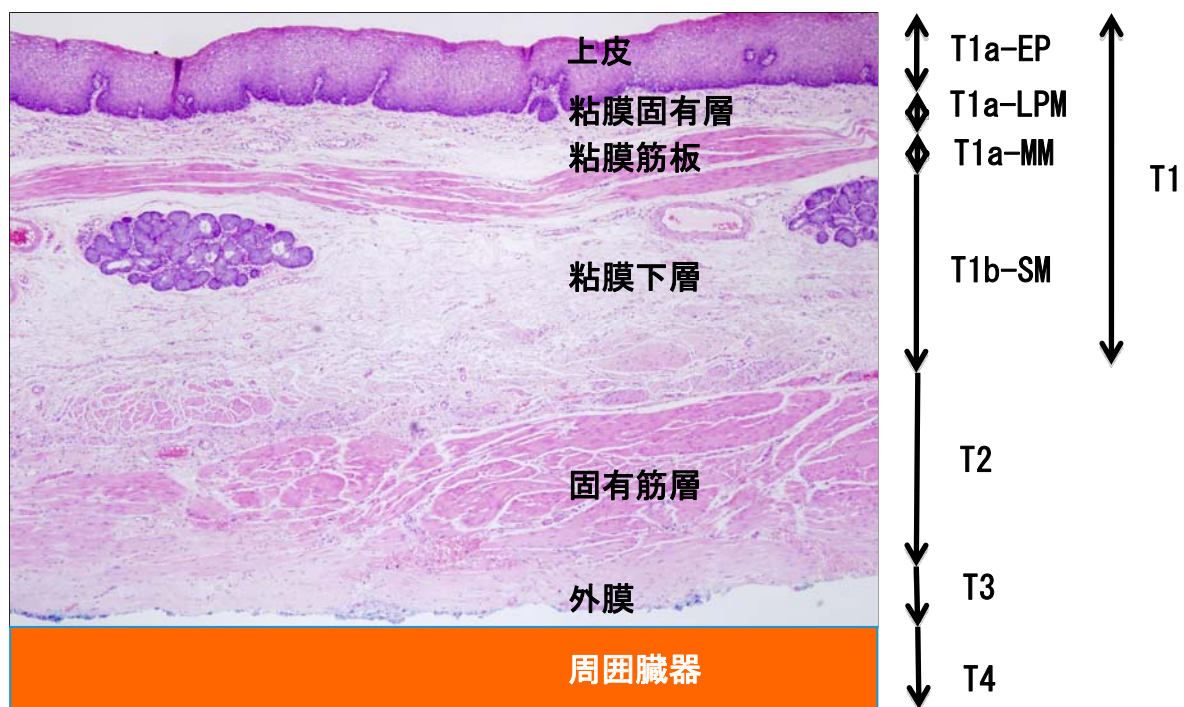 上皮
粘膜固有層
粘膜筋板
粘膜下層
固有筋層
外膜
周囲臓器
T1a-EP
T1a-LPM
T1a-MM
T1b-SM
T2
T3
T4
T1